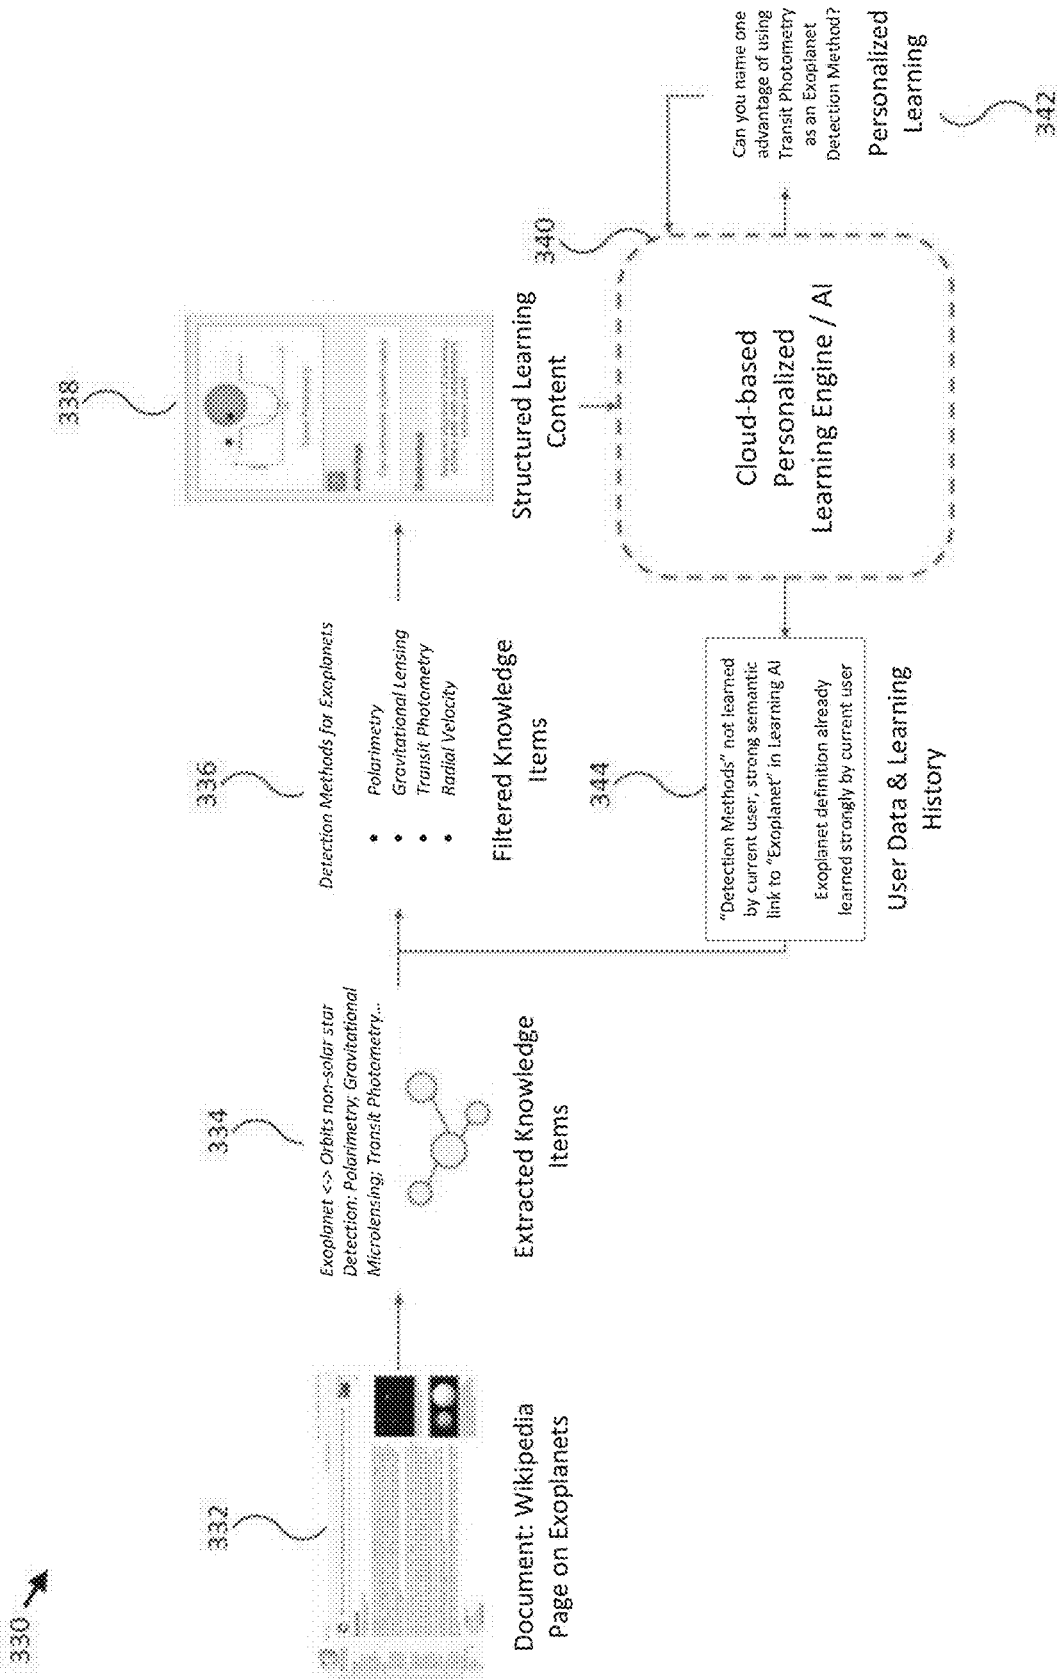 330
332
Document: Wikipedia
Page on Exoplanets
334
Exoplanet <-> Orbits non-solar star
Detection: Polarimetry; Gravitational
Microlensing; Transit Photometry...
Extracted Knowledge
Items
336
Detection Methods for Exoplanets
• Polarimetry
• Gravitational Lensing
• Transit Photometry
• Radial Velocity
Filtered Knowledge
Items
338
Structured Learning
Content
340
Cloud-based
Personalized
Learning Engine / AI
Can you name one
advantage of using
Transit Photometry
as an Exoplanet
Detection Method?
Personalized
Learning
342
344
"Detection Methods" not learned
by current user, strong semantic
link to "Exoplanet" in Learning AI
Exoplanet definition already
learned strongly by current user
User Data & Learning
History